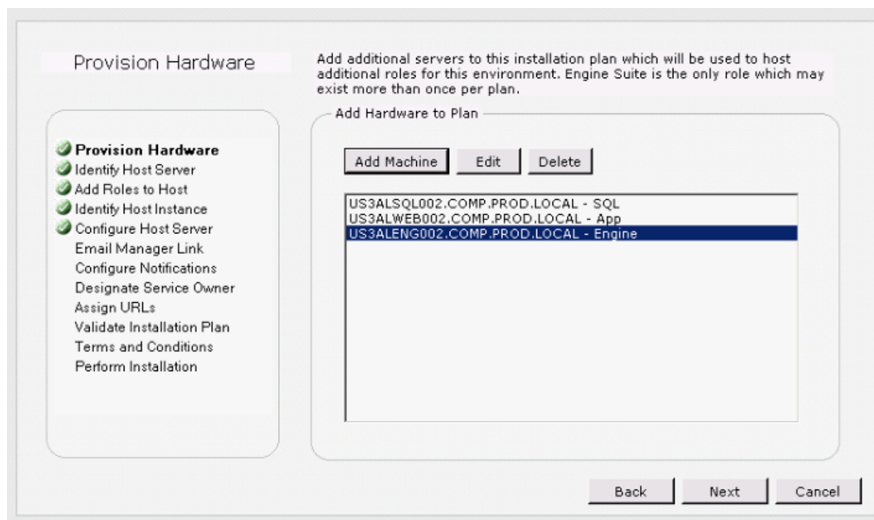 Provision Hardware
Add additional servers to this installation plan which will be used to host
additional roles for this environment. Engine Suite is the only role which may
exist more than once per plan.
Provision Hardware
Identify Host Server
Add Roles to Host
Identify Host Instance
Configure Host Server
Email Manager Link
Configure Notifications
Designate Service Owner
Assign URLs
Validate Installation Plan
Terms and Conditions
Perform Installation
Add Hardware to Plan
Add Machine Edit Delete
US3ALSQL002.COMP.PROD.LOCAL - SQL
US3ALWEB002.COMP.PROD.LOCAL - App
US3ALENG002.COMP.PROD.LOCAL - Engine
Back Next Cancel